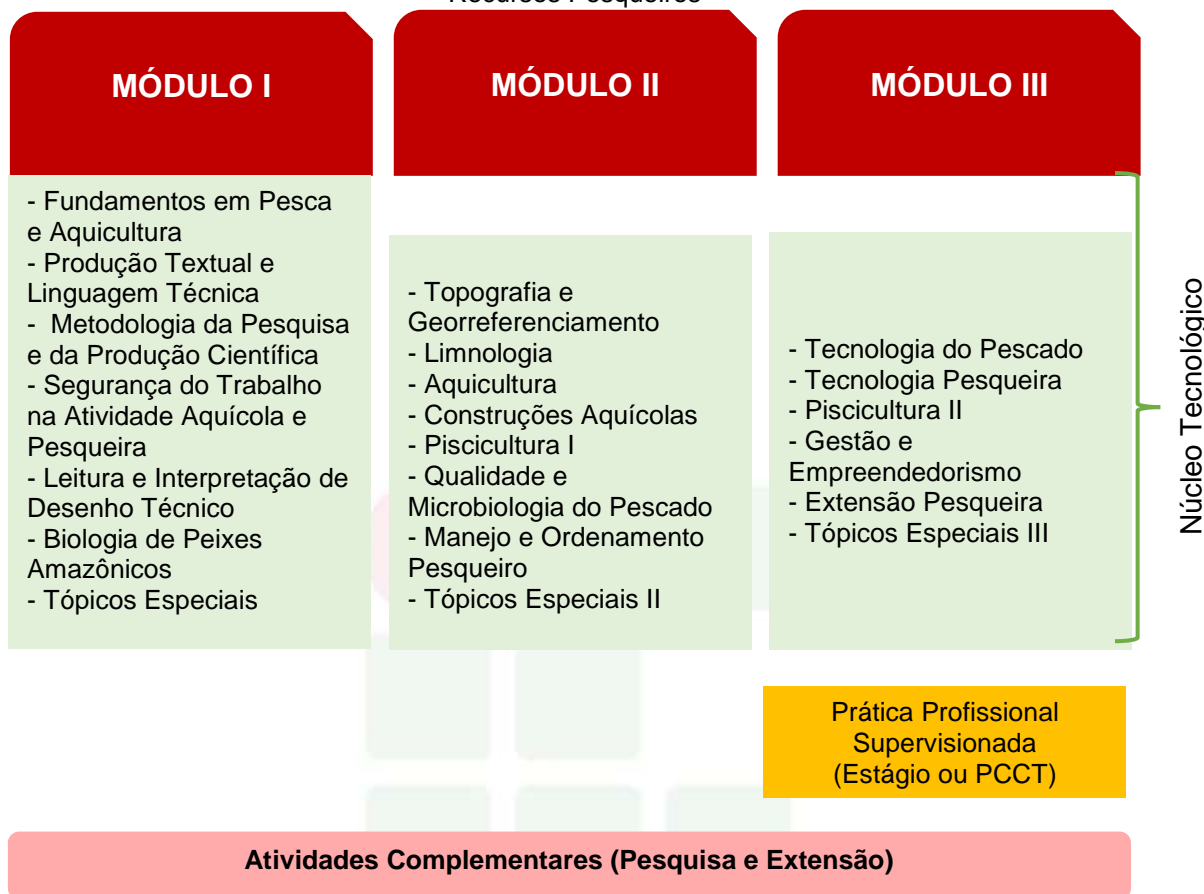 Recursos Pesqueiros
MÓDULO I
MÓDULO II
MÓDULO III
- Fundamentos em Pesca
e Aquicultura
- Produção Textual e
Linguagem Técnica
- Metodologia da Pesquisa
e da Produção Científica
- Segurança do Trabalho
na Atividade Aquícola e
Pesqueira
- Leitura e Interpretação de
Desenho Técnico
- Biologia de Peixes
Amazônicos
- Tópicos Especiais
- Topografia e
Georreferenciamento
- Limnologia
- Aquicultura
- Construções Aquícolas
- Piscicultura I
- Qualidade e
Microbiologia do Pescado
- Manejo e Ordenamento
Pesqueiro
- Tópicos Especiais II
- Tecnologia do Pescado
- Tecnologia Pesqueira
- Piscicultura II
- Gestão e
Empreendedorismo
- Extensão Pesqueira
- Tópicos Especiais III
Núcleo Tecnológico
Prática Profissional
Supervisionada
(Estágio ou PCCT)
Atividades Complementares (Pesquisa e Extensão)